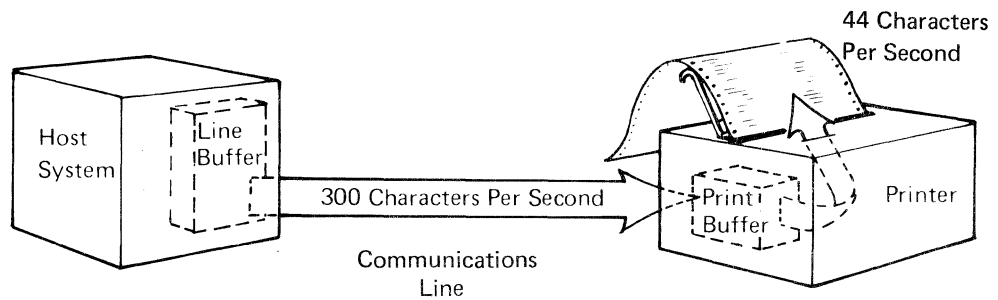 44 Characters
Per Second
Host
System
Line
Buffer
300 Characters Per Second
Print
Buffer
Printer
Communications
Line